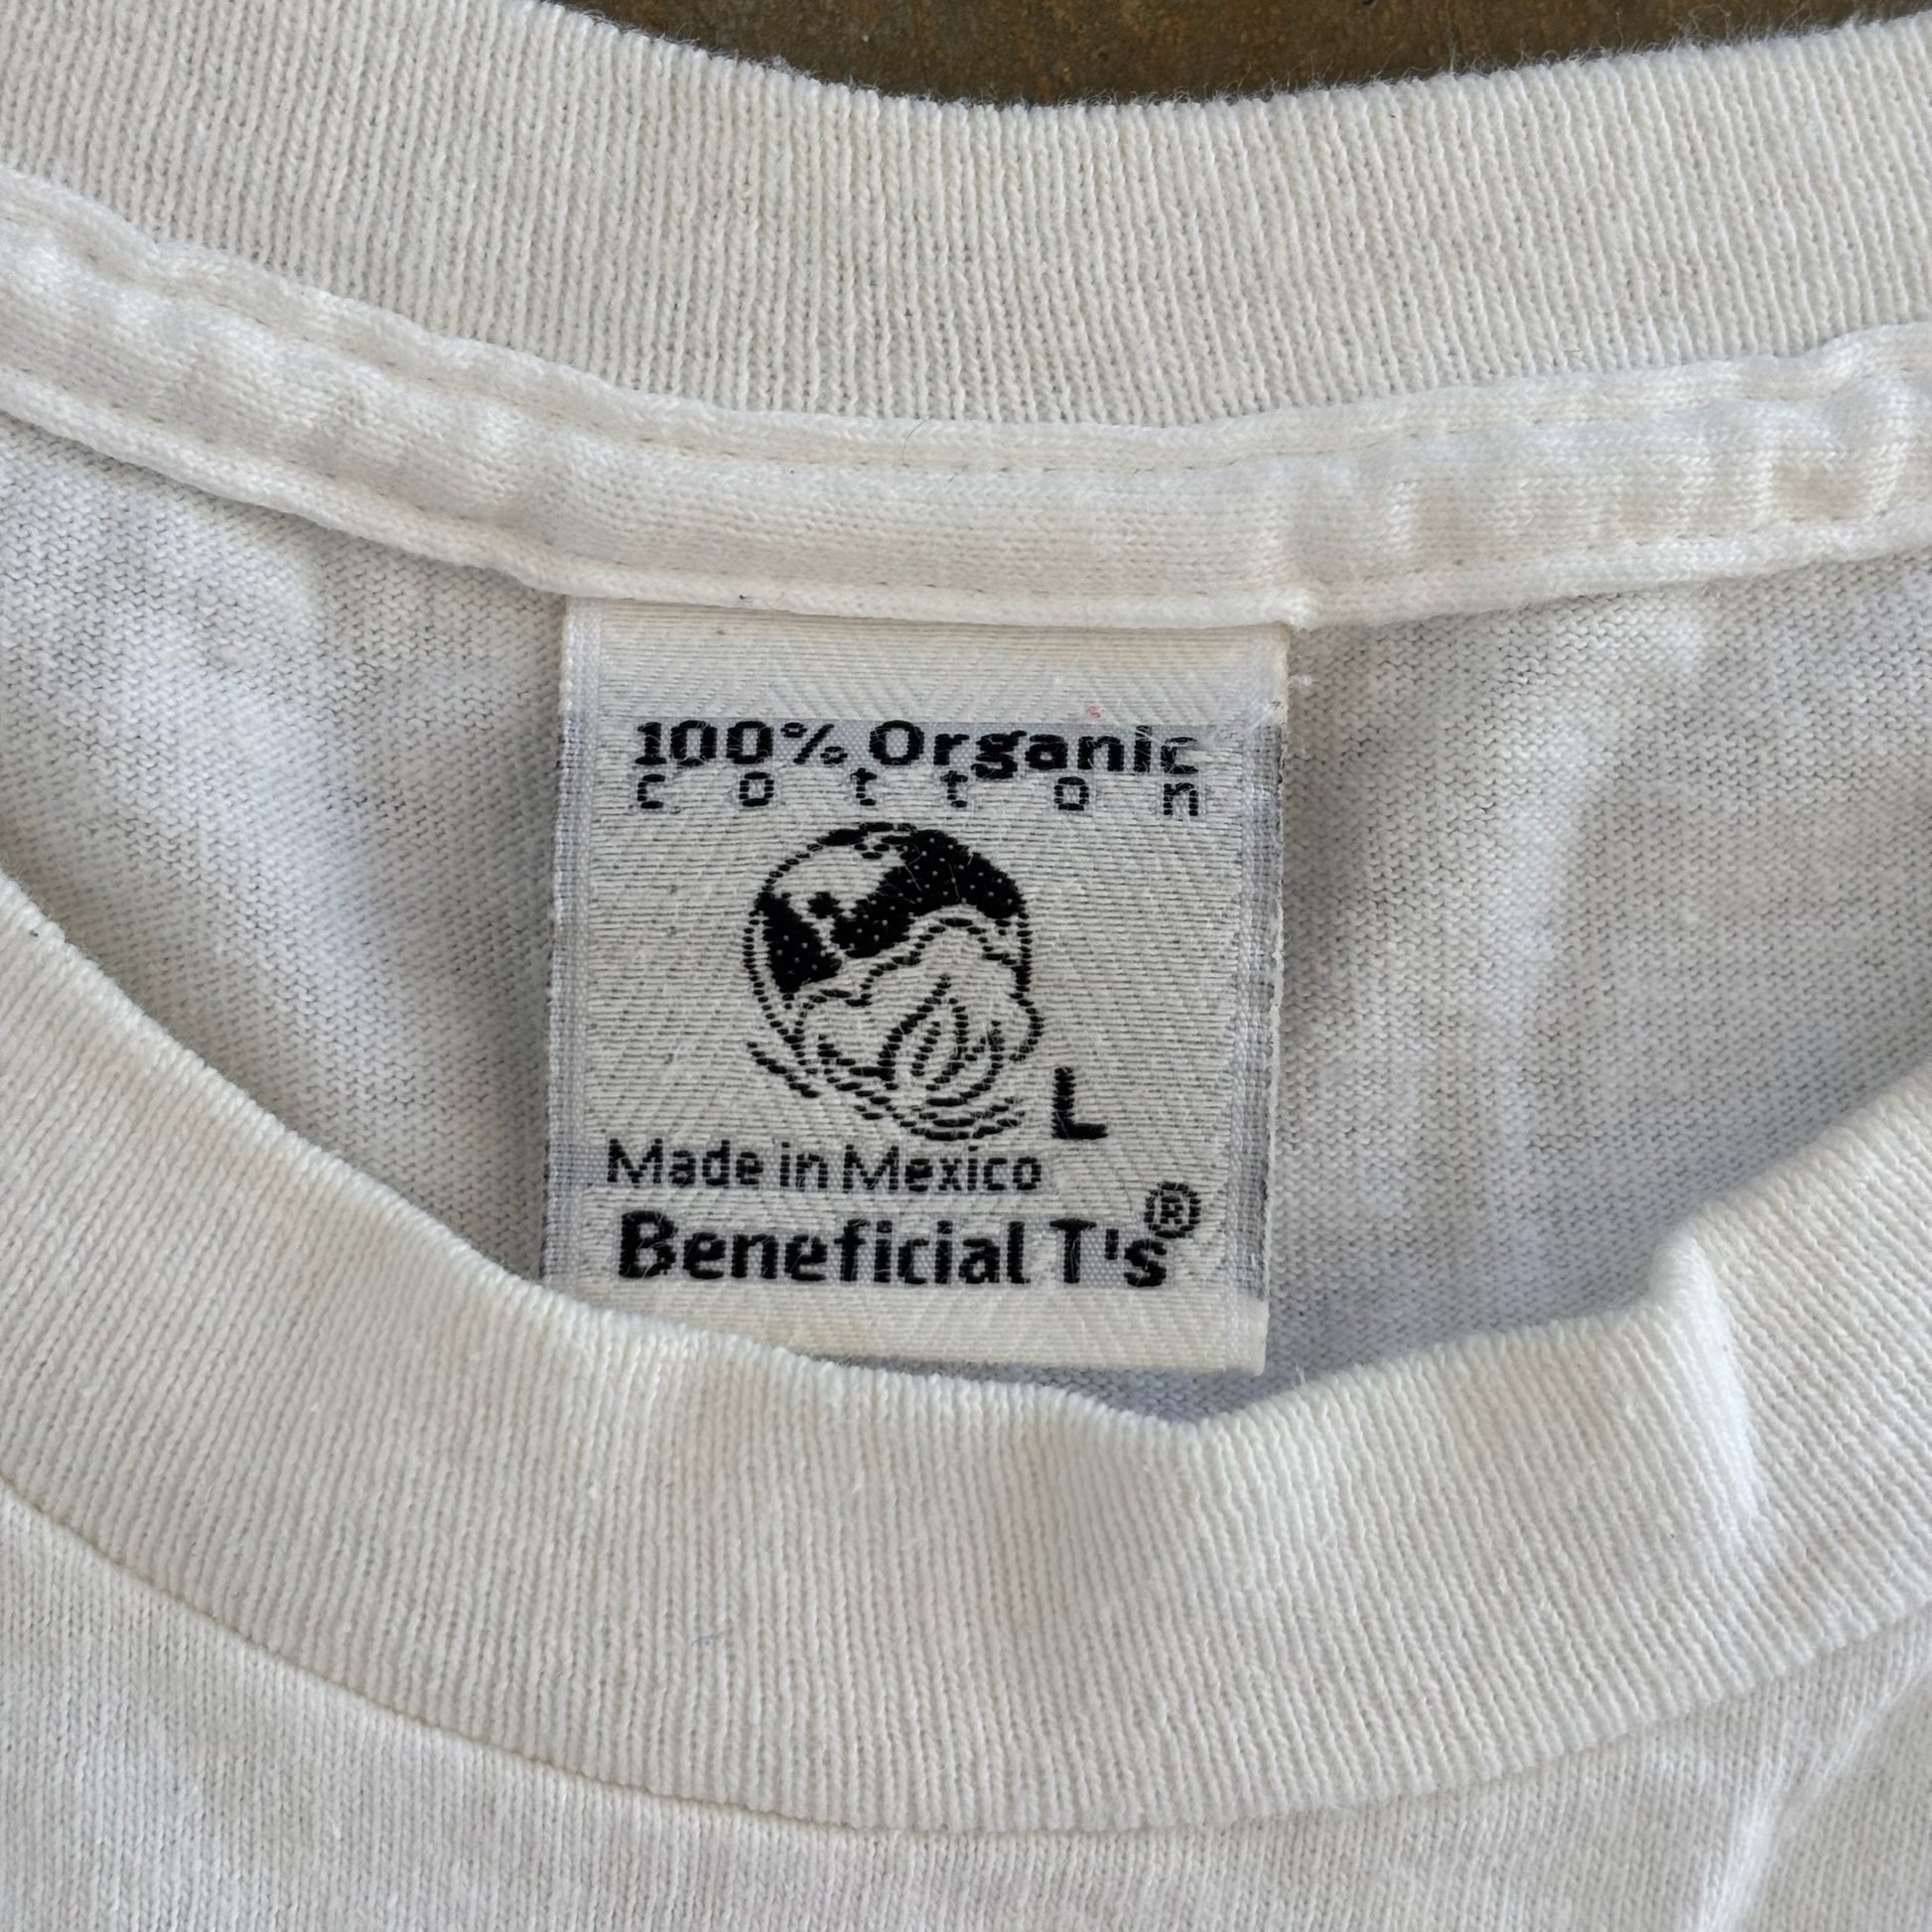 100% Organic
cotton
L
Made in Mexico
Beneficial T's®